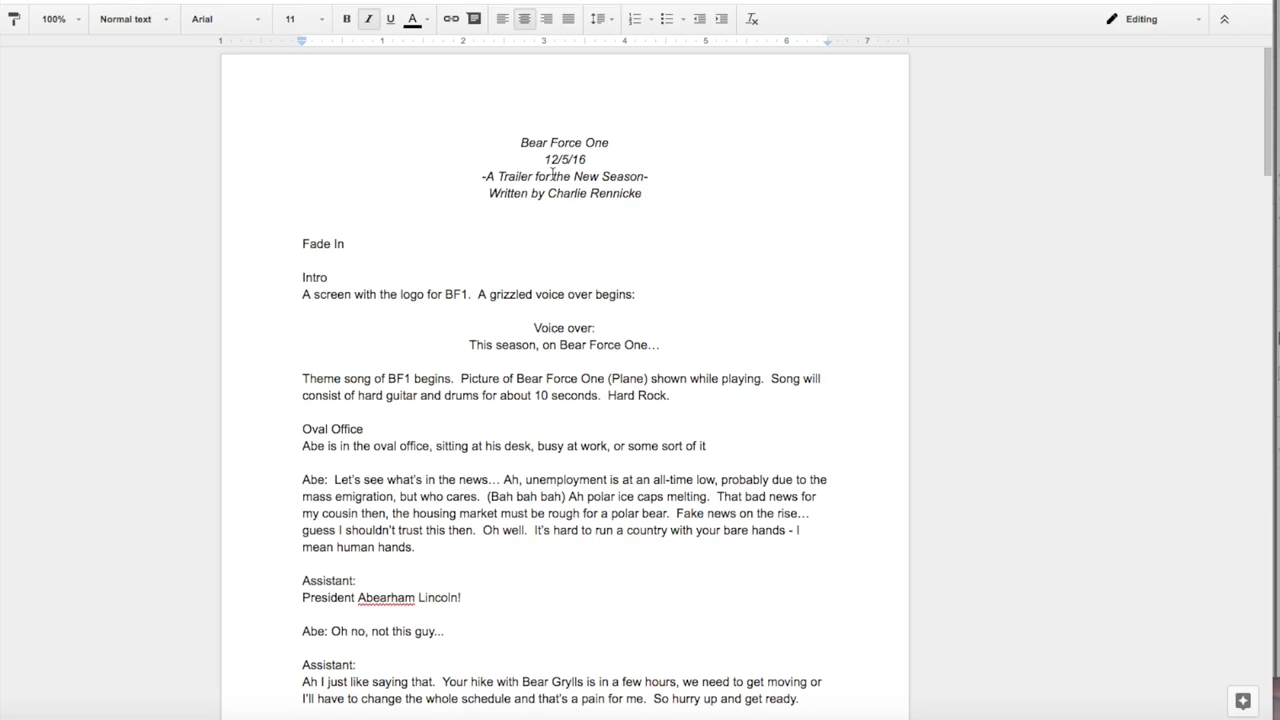 100% Normal text Arial 11 B I U A Editing
1 1 2 3 4 5 6 7
Bear Force One
12/5/16
-A Trailer for the New Season-
Written by Charlie Rennicke
Fade In
Intro
A screen with the logo for BF1.  A grizzled voice over begins:
Voice over:
This season, on Bear Force One…
Theme song of BF1 begins.  Picture of Bear Force One (Plane) shown while playing.  Song will
consist of hard guitar and drums for about 10 seconds.  Hard Rock.
Oval Office
Abe is in the oval office, sitting at his desk, busy at work, or some sort of it
Abe:  Let's see what's in the news… Ah, unemployment is at an all-time low, probably due to the
mass emigration, but who cares.  (Bah bah bah) Ah polar ice caps melting.  That bad news for
my cousin then, the housing market must be rough for a polar bear.  Fake news on the rise…
guess I shouldn't trust this then.  Oh well.  It's hard to run a country with your bare hands - I
mean human hands.
Assistant:
President Abearham Lincoln!
Abe: Oh no, not this guy...
Assistant:
Ah I just like saying that.  Your hike with Bear Grylls is in a few hours, we need to get moving or
I'll have to change the whole schedule and that's a pain for me.  So hurry up and get ready.